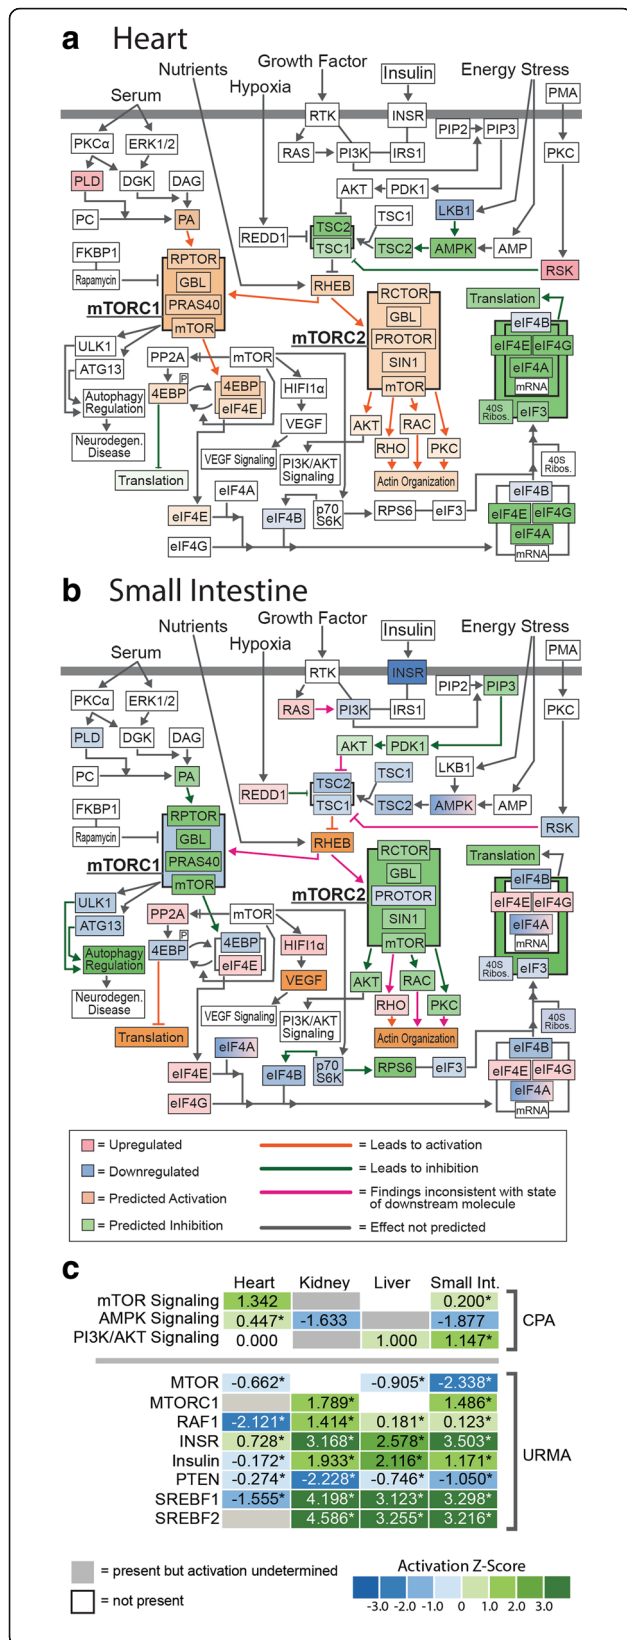 a Heart
Nutrients
Growth Factor
Insulin
Energy Stress
Hypoxia
Serum
PMA
RTK
INSR
PKCα
ERK1/2
RAS
PI3K
IRS1
PIP2
PIP3
PKC
PLD
DGK
DAG
AKT
PDK1
PC
PA
TSC1
LKB1
REDD1
TSC2
TSC1
TSC2
AMPK
AMP
FKBP1
Rapamycin
RPTOR
GBL
PRAS40
mTOR
mTORC1
RHEB
RSK
RCTOR
GBL
PROTOR
SIN1
mTOR
mTORC2
Translation
eIF4B
eIF4E
eIF4G
eIF4A
mRNA
40S
Ribos.
eIF3
ULK1
ATG13
PP2A
mTOR
P
4EBP
4EBP
eIF4E
HIFI1α
Autophagy
Regulation
VEGF
Neurodegen.
Disease
VEGF Signaling
PI3K/AKT
Signaling
AKT
RAC
RHO
PKC
Actin Organization
Translation
40S
Ribos.
eIF4A
eIF4E
eIF4B
p70
S6K
RPS6
eIF3
eIF4G
eIF4B
eIF4E
eIF4G
eIF4A
mRNA
b Small Intestine
Nutrients
Growth Factor
Insulin
Energy Stress
Hypoxia
Serum
PMA
RTK
INSR
PKCα
ERK1/2
RAS
PI3K
IRS1
PIP2
PIP3
PKC
PLD
DGK
DAG
AKT
PDK1
PC
PA
TSC1
LKB1
REDD1
TSC2
TSC1
TSC2
AMPK
AMP
FKBP1
Rapamycin
RPTOR
GBL
PRAS40
mTOR
mTORC1
RHEB
RSK
RCTOR
GBL
PROTOR
SIN1
mTOR
mTORC2
Translation
eIF4B
eIF4E
eIF4G
eIF4A
mRNA
40S
Ribos.
eIF3
ULK1
ATG13
PP2A
mTOR
P
4EBP
4EBP
eIF4E
HIFI1α
Autophagy
Regulation
VEGF
Neurodegen.
Disease
VEGF Signaling
PI3K/AKT
Signaling
AKT
RAC
RHO
PKC
Actin Organization
Translation
40S
Ribos.
eIF4A
eIF4E
eIF4B
p70
S6K
RPS6
eIF3
eIF4G
eIF4B
eIF4E
eIF4G
eIF4A
mRNA
= Upregulated
= Downregulated
= Predicted Activation
= Predicted Inhibition
= Leads to activation
= Leads to inhibition
= Findings inconsistent with state
of downstream molecule
= Effect not predicted
c
Heart Kidney Liver Small Int.
mTOR Signaling 1.342 0.200*
AMPK Signaling 0.447* -1.633 -1.877
PI3K/AKT Signaling 0.000 1.000 1.147*
CPA
MTOR -0.662* -0.905* -2.338*
MTORC1 1.789* 1.486*
RAF1 -2.121* 1.414* 0.181* 0.123*
INSR 0.728* 3.168* 2.578* 3.503*
Insulin -0.172* 1.933* 2.116* 1.171*
PTEN -0.274* -2.228* -0.746* -1.050*
SREBF1 -1.555* 4.198* 3.123* 3.298*
SREBF2 4.586* 3.255* 3.216*
URMA
= present but activation undetermined
= not present
Activation Z-Score
-3.0 -2.0 -1.0 0 1.0 2.0 3.0